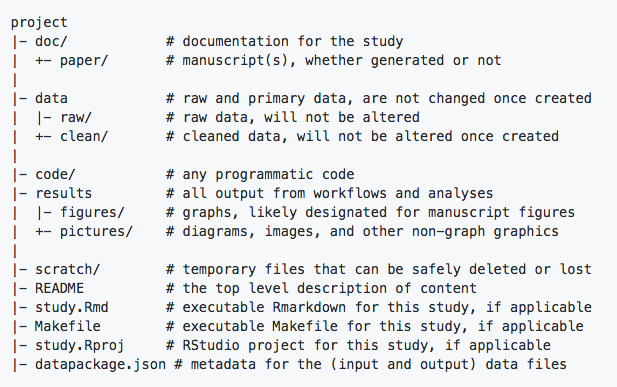 project
|- doc/            # documentation for the study
|  +- paper/       # manuscript(s), whether generated or not
|
|- data            # raw and primary data, are not changed once created
|  |- raw/         # raw data, will not be altered
|  +- clean/       # cleaned data, will not be altered once created
|
|- code/           # any programmatic code
|- results         # all output from workflows and analyses
|  |- figures/     # graphs, likely designated for manuscript figures
|  +- pictures/    # diagrams, images, and other non-graph graphics
|
|- scratch/        # temporary files that can be safely deleted or lost
|- README          # the top level description of content
|- study.Rmd       # executable Rmarkdown for this study, if applicable
|- Makefile        # executable Makefile for this study, if applicable
|- study.Rproj     # RStudio project for this study, if applicable
|- datapackage.json # metadata for the (input and output) data files